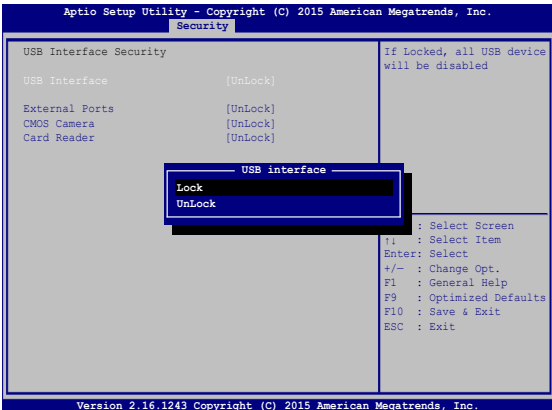 Aptio Setup Utility - Copyright (C) 2015 American Megatrends, Inc.
Security
USB Interface Security
USB Interface [UnLock]
External Ports [UnLock]
CMOS Camera [UnLock]
Card Reader [UnLock]
If Locked, all USB device
will be disabled
USB interface
Lock
UnLock
: Select Screen
↑↓ : Select Item
Enter: Select
+/— : Change Opt.
F1 : General Help
F9 : Optimized Defaults
F10 : Save & Exit
ESC : Exit
Version 2.16.1243 Copyright (C) 2015 American Megatrends, Inc.